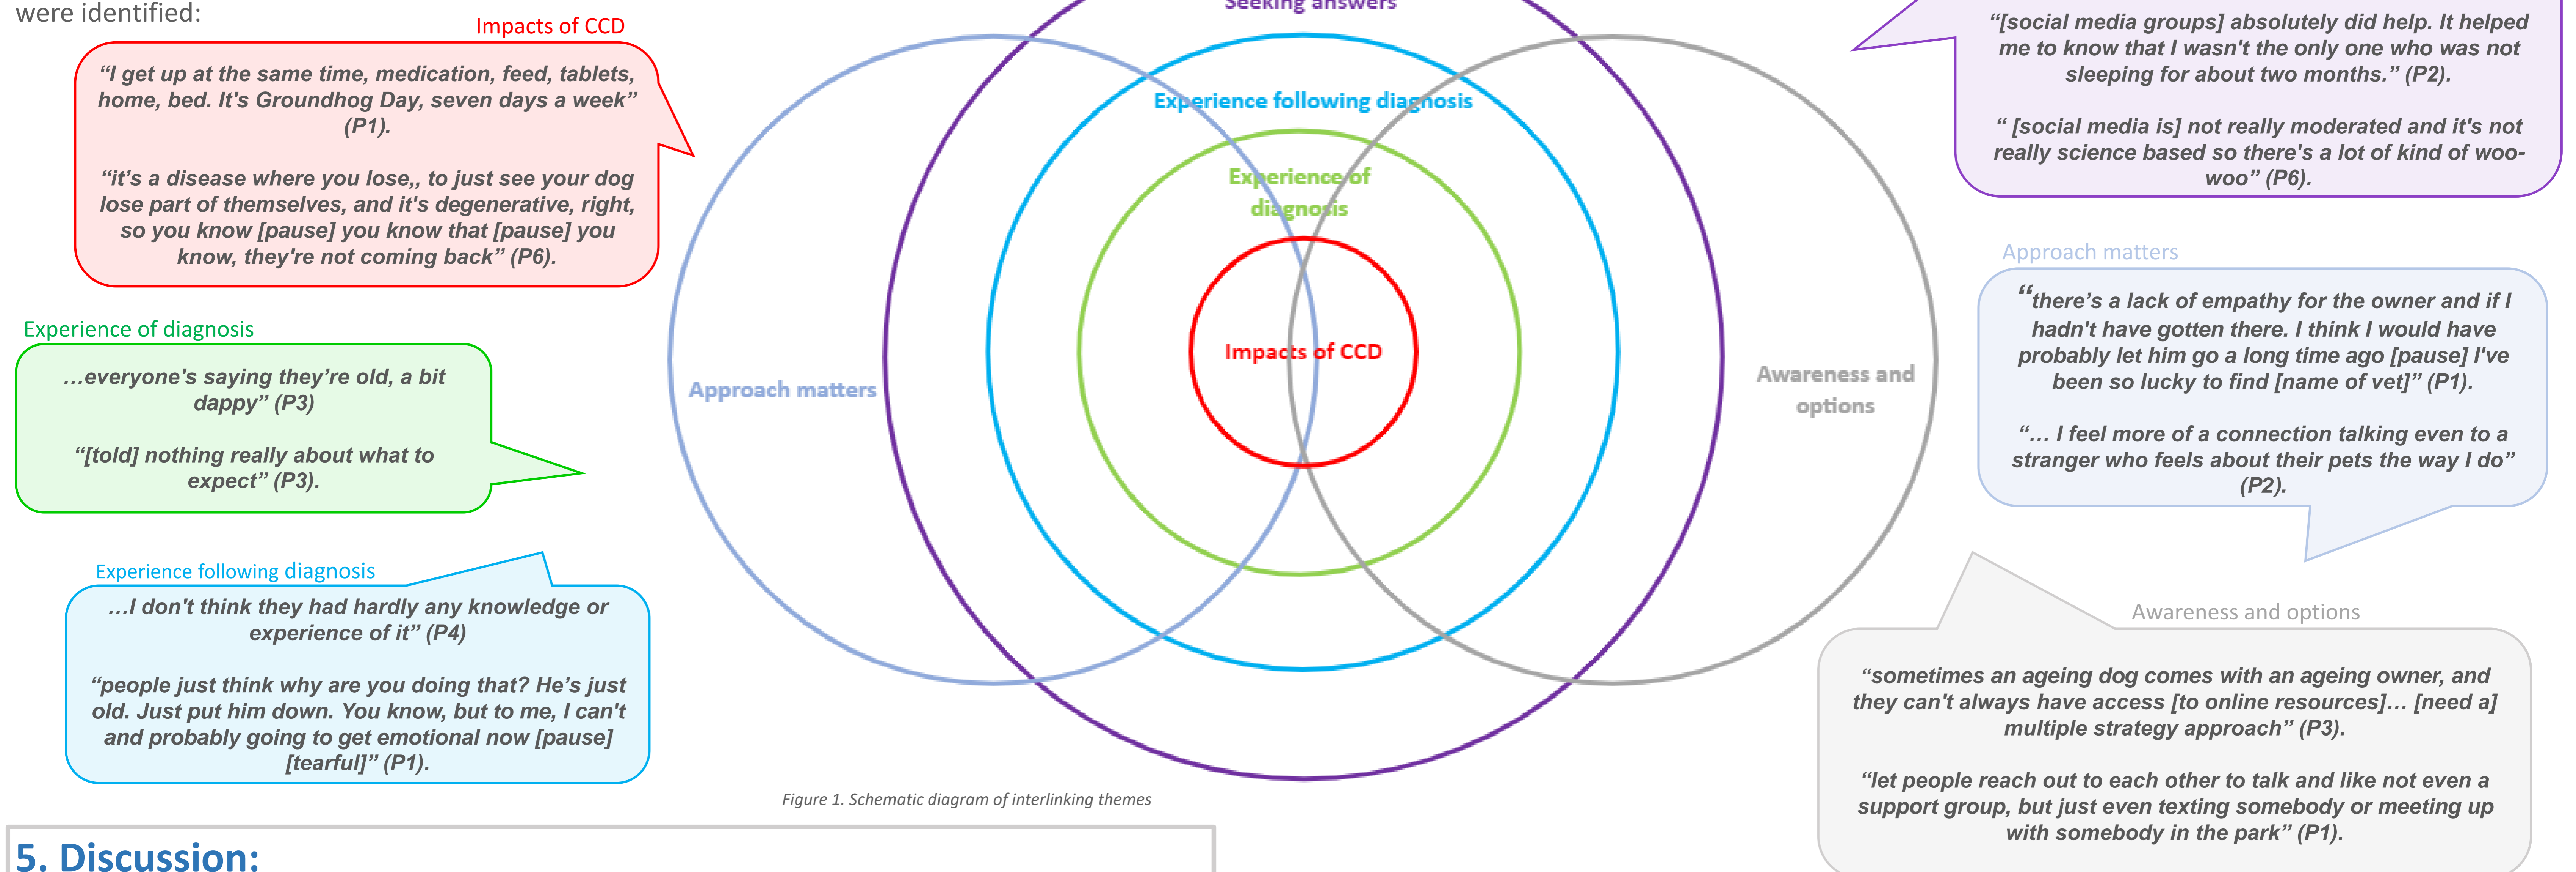 were identified:
Impacts of CCD
“I get up at the same time, medication, feed, tablets,
home, bed. It's Groundhog Day, seven days a week”
(P1).
“it’s a disease where you lose,, to just see your dog
lose part of themselves, and it's degenerative, right,
so you know [pause] you know that [pause] you
know, they're not coming back” (P6).
Experience of diagnosis
…everyone's saying they’re old, a bit
dappy” (P3)
“[told] nothing really about what to
expect” (P3).
Experience following diagnosis
…I don't think they had hardly any knowledge or
experience of it” (P4)
“people just think why are you doing that? He’s just
old. Just put him down. You know, but to me, I can't
and probably going to get emotional now [pause]
[tearful]” (P1).
Seeking answers
Experience following diagnosis
Experience of
diagnosis
Impacts of CCD
Approach matters
Awareness and
options
Figure 1. Schematic diagram of interlinking themes
“[social media groups] absolutely did help. It helped
me to know that I wasn't the only one who was not
sleeping for about two months.” (P2).
“ [social media is] not really moderated and it's not
really science based so there's a lot of kind of woo-
woo” (P6).
Approach matters
“there’s a lack of empathy for the owner and if I
hadn't have gotten there. I think I would have
probably let him go a long time ago [pause] I've
been so lucky to find [name of vet]” (P1).
“… I feel more of a connection talking even to a
stranger who feels about their pets the way I do”
(P2).
Awareness and options
“sometimes an ageing dog comes with an ageing owner, and
they can't always have access [to online resources]… [need a]
multiple strategy approach” (P3).
“let people reach out to each other to talk and like not even a
support group, but just even texting somebody or meeting up
with somebody in the park” (P1).
5. Discussion: